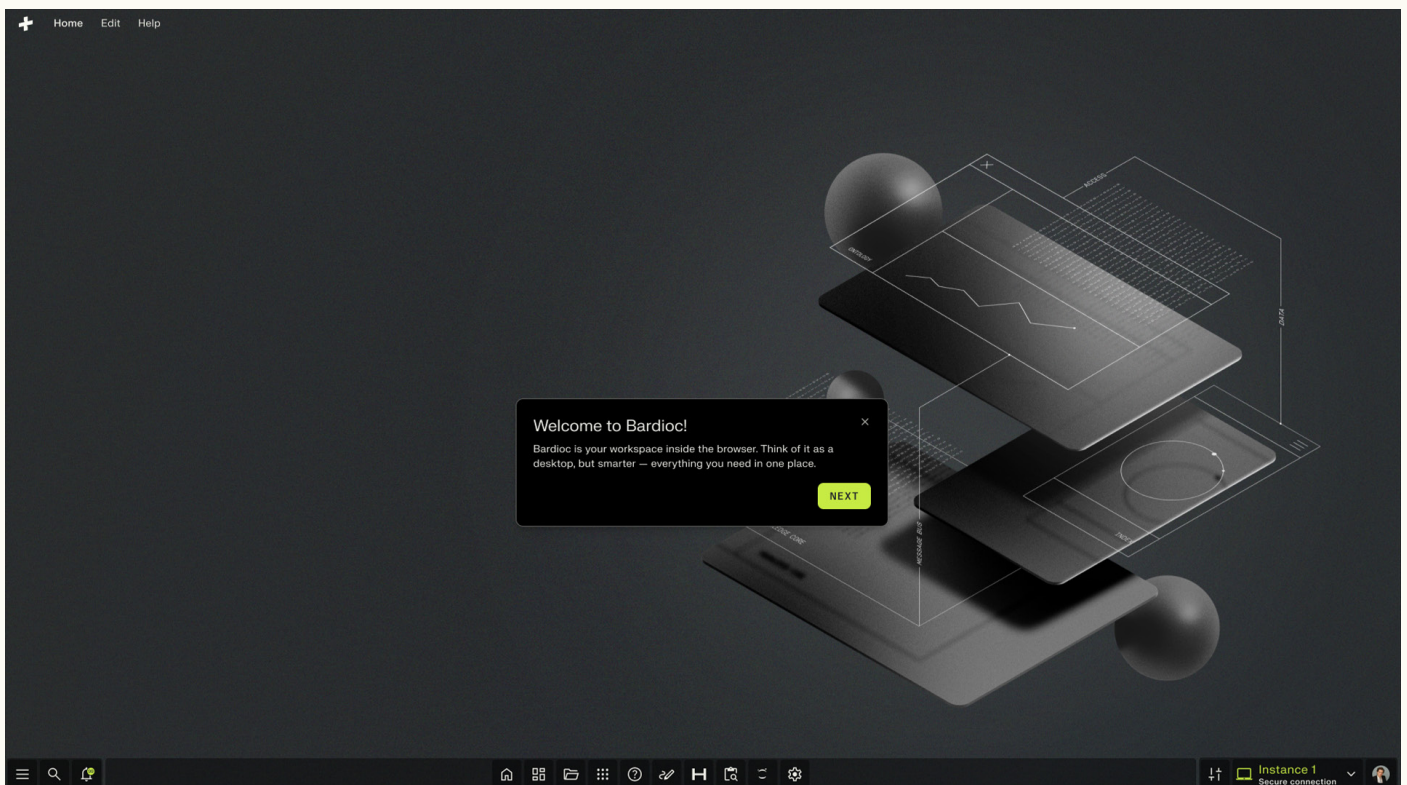 Home Edit Help
ACCESS
ONTOLOGY
DATA
Welcome to Bardioc!
Bardioc is your workspace inside the browser. Think of it as a
desktop, but smarter — everything you need in one place.
NEXT
MESSAGE BUS
CORE
Instance 1
Secure connection